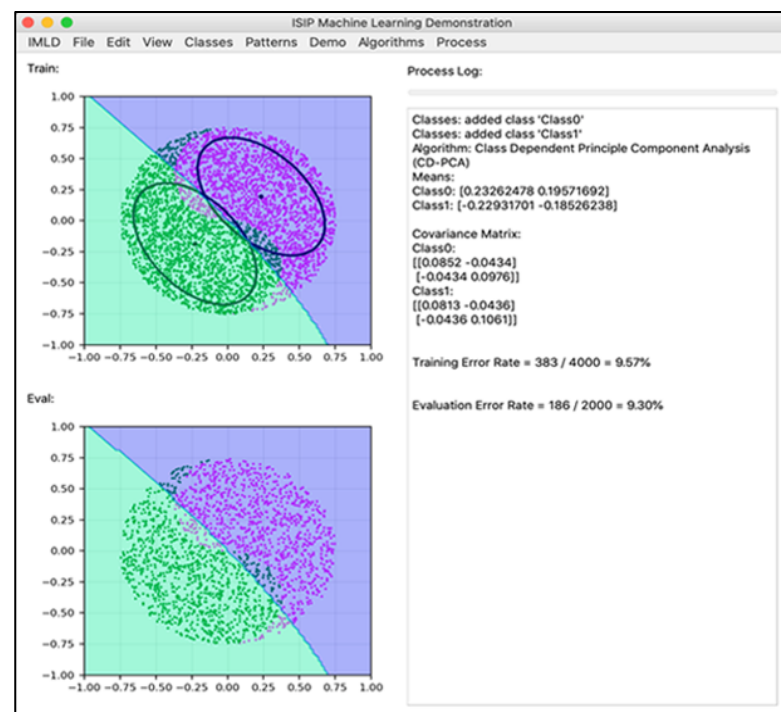 ISIP Machine Learning Demonstration
IMLD File Edit View Classes Patterns Demo Algorithms Process
Train:
1.00
0.75
0.50
0.25
0.00
−0.25
−0.50
−0.75
−1.00
−1.00 −0.75 −0.50 −0.25 0.00 0.25 0.50 0.75 1.00
Eval:
1.00
0.75
0.50
0.25
0.00
−0.25
−0.50
−0.75
−1.00
−1.00 −0.75 −0.50 −0.25 0.00 0.25 0.50 0.75 1.00
Process Log:
Classes: added class 'Class0'
Classes: added class 'Class1'
Algorithm: Class Dependent Principle Component Analysis
(CD-PCA)
Means:
Class0: [0.23262478 0.19571692]
Class1: [-0.22931701 -0.18526238]
Covariance Matrix:
Class0:
[[0.0852 -0.0434]
[-0.0434 0.0976]]
Class1:
[[0.0813 -0.0436]
[-0.0436 0.1061]]
Training Error Rate = 383 / 4000 = 9.57%
Evaluation Error Rate = 186 / 2000 = 9.30%